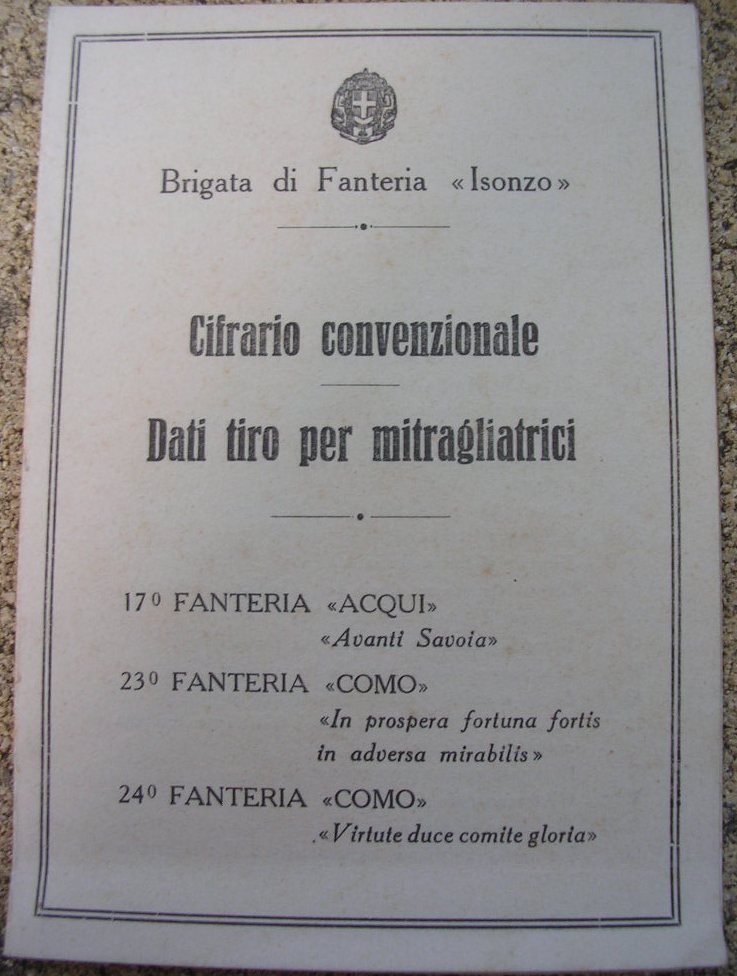 Brigata di Fanteria «Isonzo»
Cifrario convenzionale
Dati tiro per mitragliatrici
17º FANTERIA «ACQUI»
«Avanti Savoia»
23º FANTERIA «COMO»
«In prospera fortuna fortis
in adversa mirabilis»
24º FANTERIA «COMO»
«Virtute duce comite gloria»